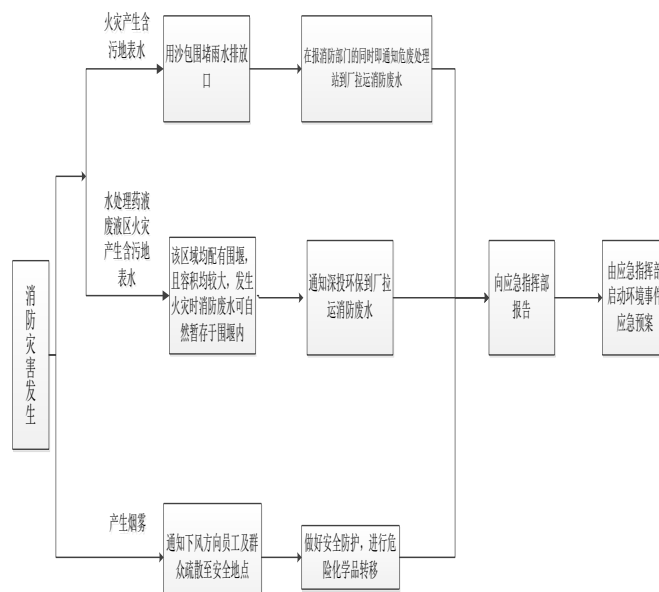 火灾产生含
污地表水
用沙包围堵雨水排放
口
在报消防部门的同时即通知危废处理
站到厂拉运消防废水
水处理药液
废液区火灾
产生含污地
表水
该区域均配有围堰,
且容积均较大，发生
火灾时消防废水可自
然暂存于围堰内
通知深投环保到厂拉
运消防废水
向应急指挥部
报告
由应急指挥部
启动环境事件
应急预案
消
防
灾
害
发
生
产生烟雾
通知下风方向员工及群
众疏散至安全地点
做好安全防护，进行危
险化学品转移